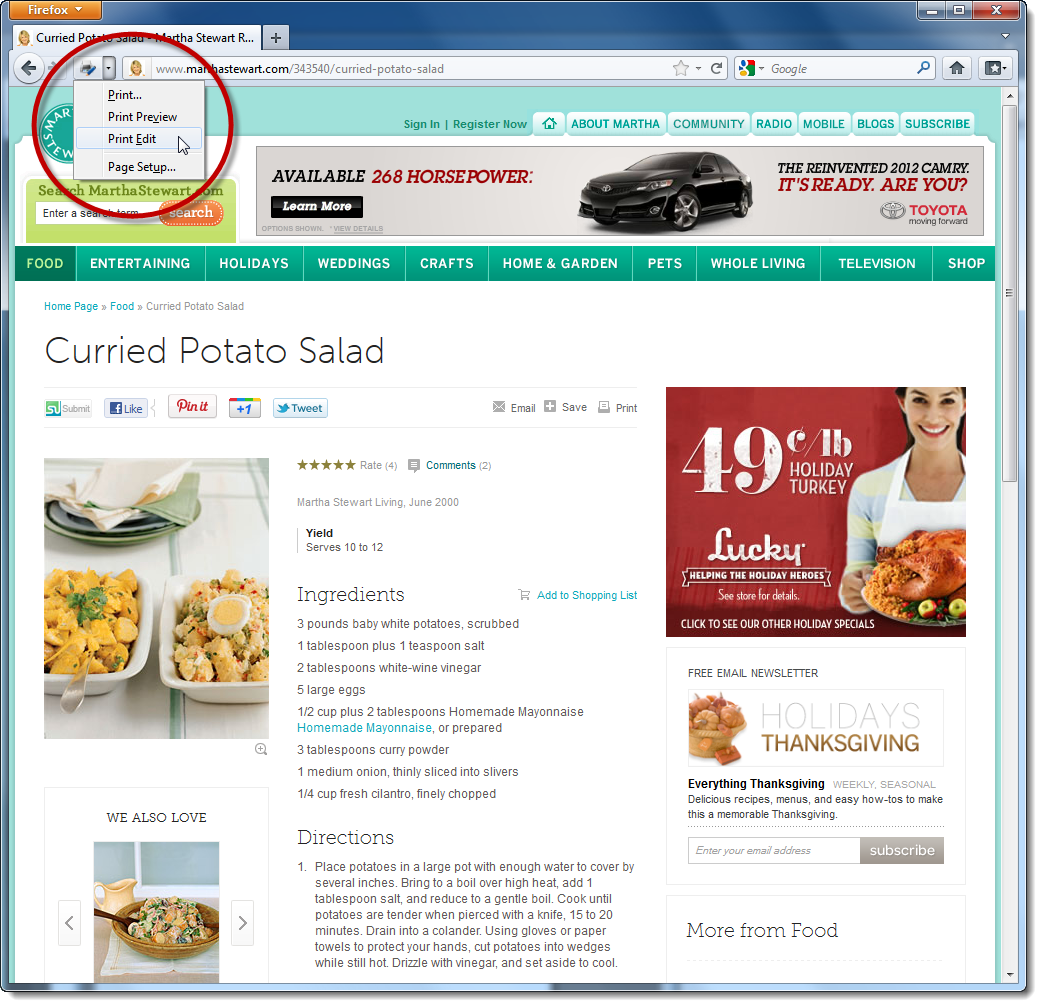 Firefox
Curried Potato Salad - Martha Stewart R...
www.marthastewart.com/343540/curried-potato-salad
Google
Print...
Print Preview
Print Edit
Page Setup...
Sign In | Register Now
ABOUT MARTHA
COMMUNITY
RADIO
MOBILE
BLOGS
SUBSCRIBE
Search MarthaStewart.com
Enter a search term
search
AVAILABLE 268 HORSEPOWER:
Learn More
OPTIONS SHOWN. *VIEW DETAILS
THE REINVENTED 2012 CAMRY.
IT'S READY. ARE YOU?
TOYOTA
moving forward
FOOD
ENTERTAINING
HOLIDAYS
WEDDINGS
CRAFTS
HOME & GARDEN
PETS
WHOLE LIVING
TELEVISION
SHOP
Home Page » Food » Curried Potato Salad
Curried Potato Salad
Submit
Like
Pin it
+1
Tweet
Email
Save
Print
Rate (4)
Comments (2)
Martha Stewart Living, June 2000
Yield
Serves 10 to 12
Ingredients
Add to Shopping List
3 pounds baby white potatoes, scrubbed
1 tablespoon plus 1 teaspoon salt
2 tablespoons white-wine vinegar
5 large eggs
1/2 cup plus 2 tablespoons Homemade Mayonnaise
Homemade Mayonnaise, or prepared
3 tablespoons curry powder
1 medium onion, thinly sliced into slivers
1/4 cup fresh cilantro, finely chopped
Directions
1. Place potatoes in a large pot with enough water to cover by
several inches. Bring to a boil over high heat, add 1
tablespoon salt, and reduce to a gentle boil. Cook until
potatoes are tender when pierced with a knife, 15 to 20
minutes. Drain into a colander. Using gloves or paper
towels to protect your hands, cut potatoes into wedges
while still hot. Drizzle with vinegar, and set aside to cool.
WE ALSO LOVE
49¢/lb
HOLIDAY
TURKEY
Lucky
HELPING THE HOLIDAY HEROES
See store for details.
CLICK TO SEE OUR OTHER HOLIDAY SPECIALS
FREE EMAIL NEWSLETTER
HOLIDAYS
THANKSGIVING
Everything Thanksgiving WEEKLY, SEASONAL
Delicious recipes, menus, and easy how-tos to make
this a memorable Thanksgiving.
Enter your email address
subscribe
More from Food